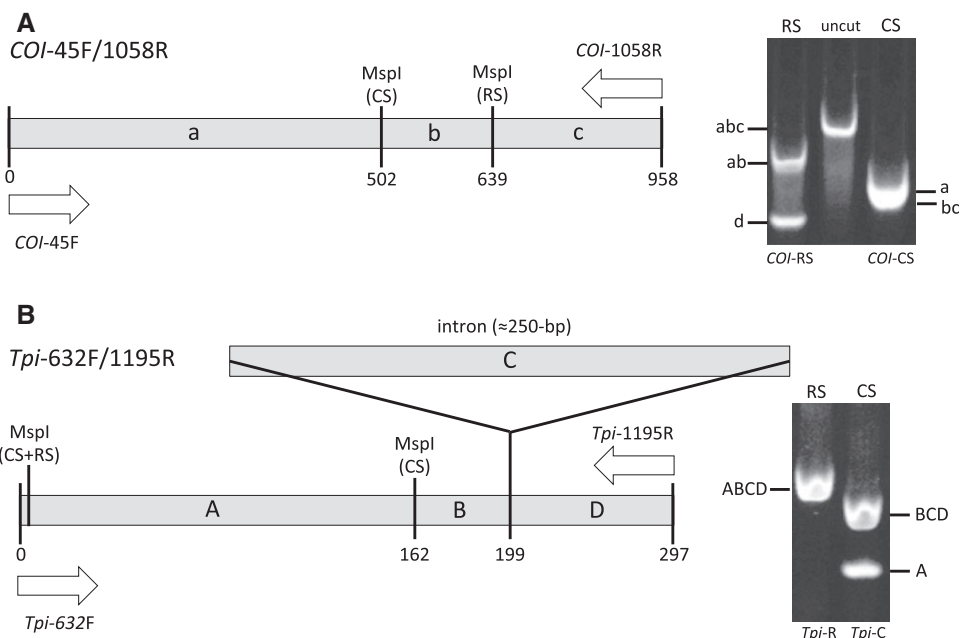 A
COI-45F/1058R
MspI
(CS)
MspI
(RS)
COI-1058R
a
b
c
0
502
639
958
COI-45F
RS uncut CS
abc
ab
d
a
bc
COI-RS COI-CS
B
Tpi-632F/1195R
intron (≈250-bp)
C
MspI
(CS+RS)
MspI
(CS)
Tpi-1195R
A
B
D
0
162
199
297
Tpi-632F
RS CS
ABCD
BCD
A
Tpi-R Tpi-C